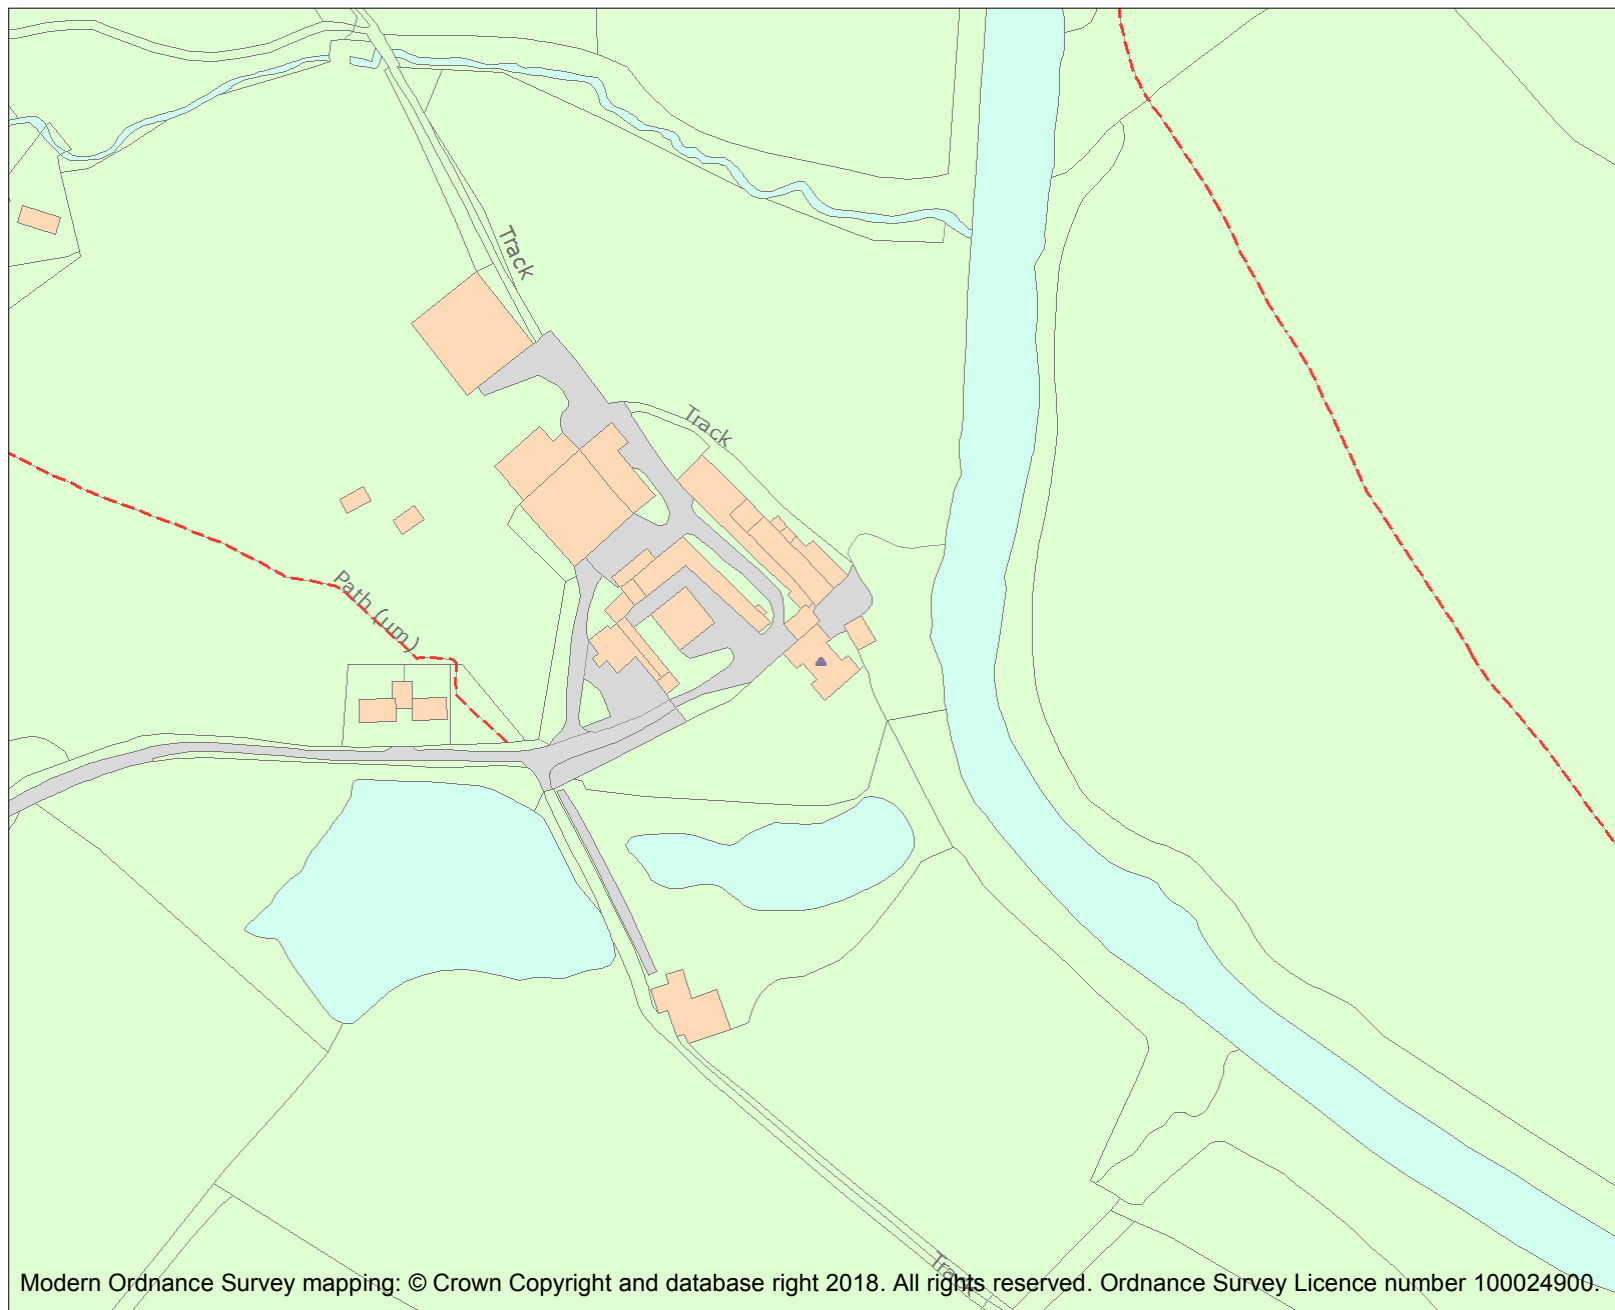 Track
Track
Path (um)
Track
Modern Ordnance Survey mapping: © Crown Copyright and database right 2018. All rights reserved. Ordnance Survey Licence number 100024900.